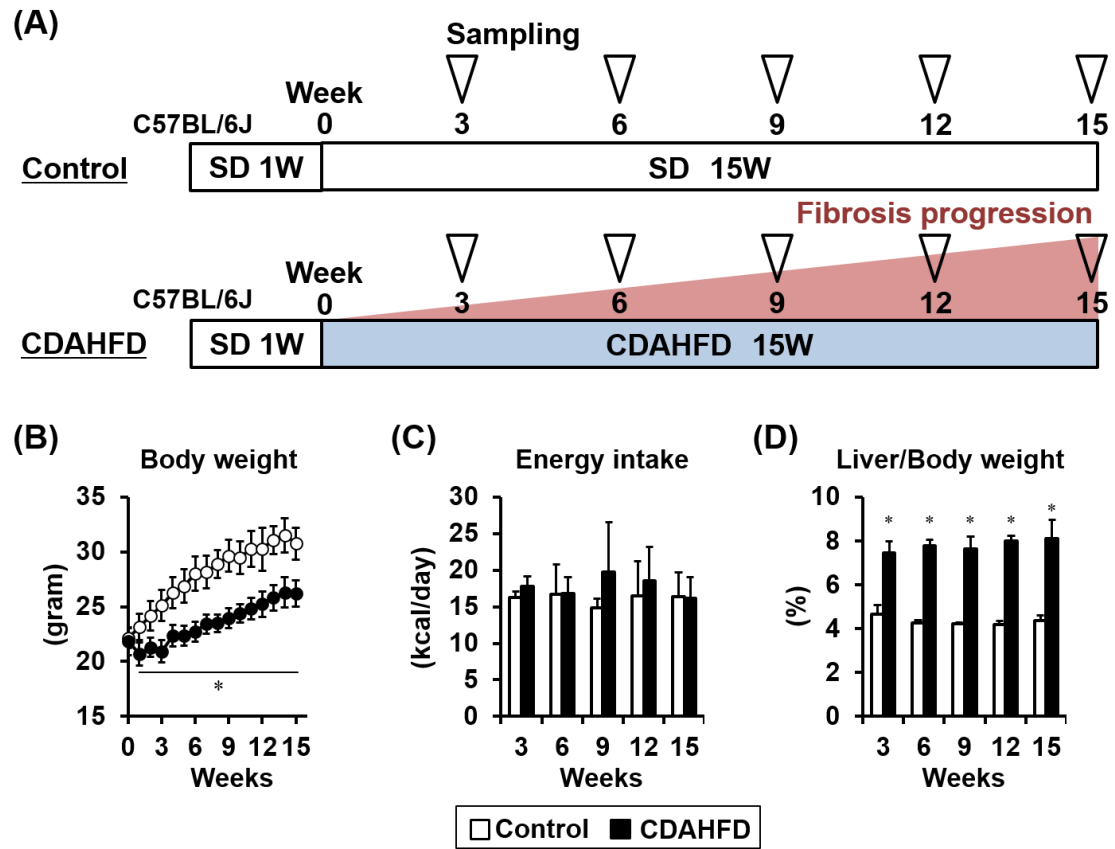 (A)
Sampling
Week
C57BL/6J 0 3 6 9 12 15
Control SD 1W SD 15W
Fibrosis progression
Week
C57BL/6J 0 3 6 9 12 15
CDAHFD SD 1W CDAHFD 15W
(B) Body weight
35
30
25
20
15
(gram)
*
0 3 6 9 12 15
Weeks
(C) Energy intake
30
25
20
15
10
5
0
(kcal/day)
3 6 9 12 15
Weeks
(D) Liver/Body weight
10
8
6
4
2
0
(%)
* * * * *
3 6 9 12 15
Weeks
Control CDAHFD